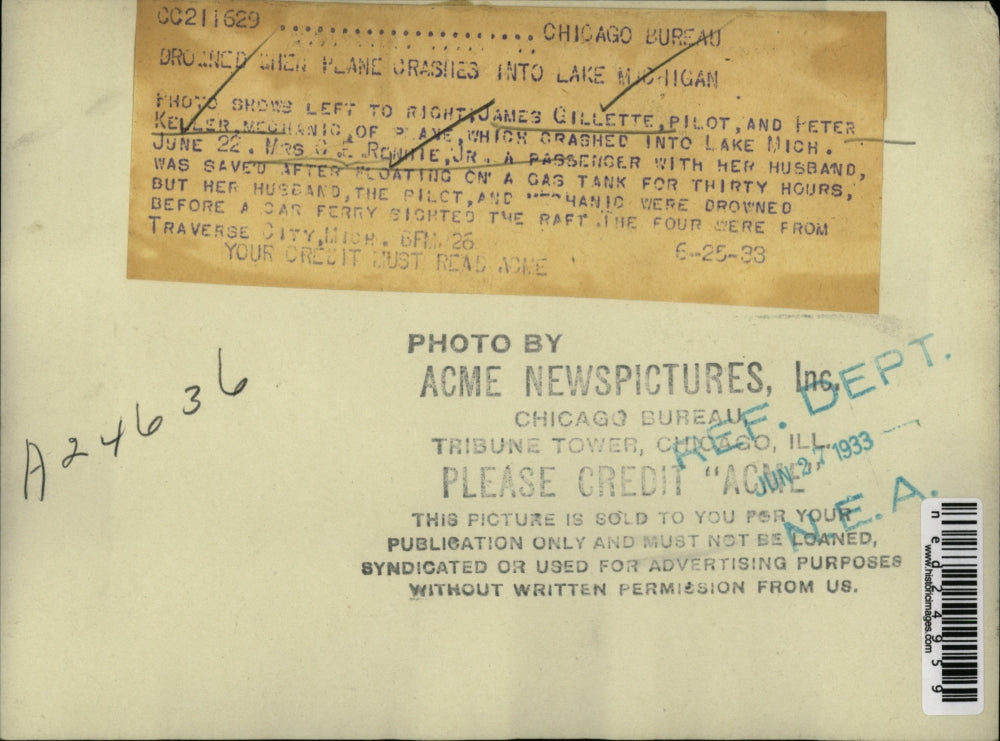 CC211629 ........................ CHICAGO BUREAU
DROWNED WHEN PLANE CRASHES INTO LAKE MICHIGAN
PHOTO SHOWS LEFT TO RIGHT, JAMES GILLETTE, PILOT, AND PETER
KELLER, MECHANIC, OF PLANE, WHICH CRASHED INTO LAKE MICH.
JUNE 22. MRS C. F. RENNIE, JR. A PASSENGER WITH HER HUSBAND,
WAS SAVED AFTER FLOATING ON A GAS TANK FOR THIRTY HOURS,
BUT HER HUSBAND, THE PILOT, AND MECHANIC WERE DROWNED
BEFORE A CAR FERRY SIGHTED THE RAFT. THE FOUR WERE FROM
TRAVERSE CITY, MICH. BFM 26
YOUR CREDIT MUST READ ACME 6-25-33
A24636
PHOTO BY
ACME NEWSPICTURES, Inc.
CHICAGO BUREAU
TRIBUNE TOWER, CHICAGO, ILL.
PLEASE CREDIT "ACME"
THIS PICTURE IS SOLD TO YOU FOR YOUR
PUBLICATION ONLY AND MUST NOT BE LOANED,
SYNDICATED OR USED FOR ADVERTISING PURPOSES
WITHOUT WRITTEN PERMISSION FROM US.
REF. DEPT.
JUN 27 1933
N.E.A.
ned24959
www.historicimages.com